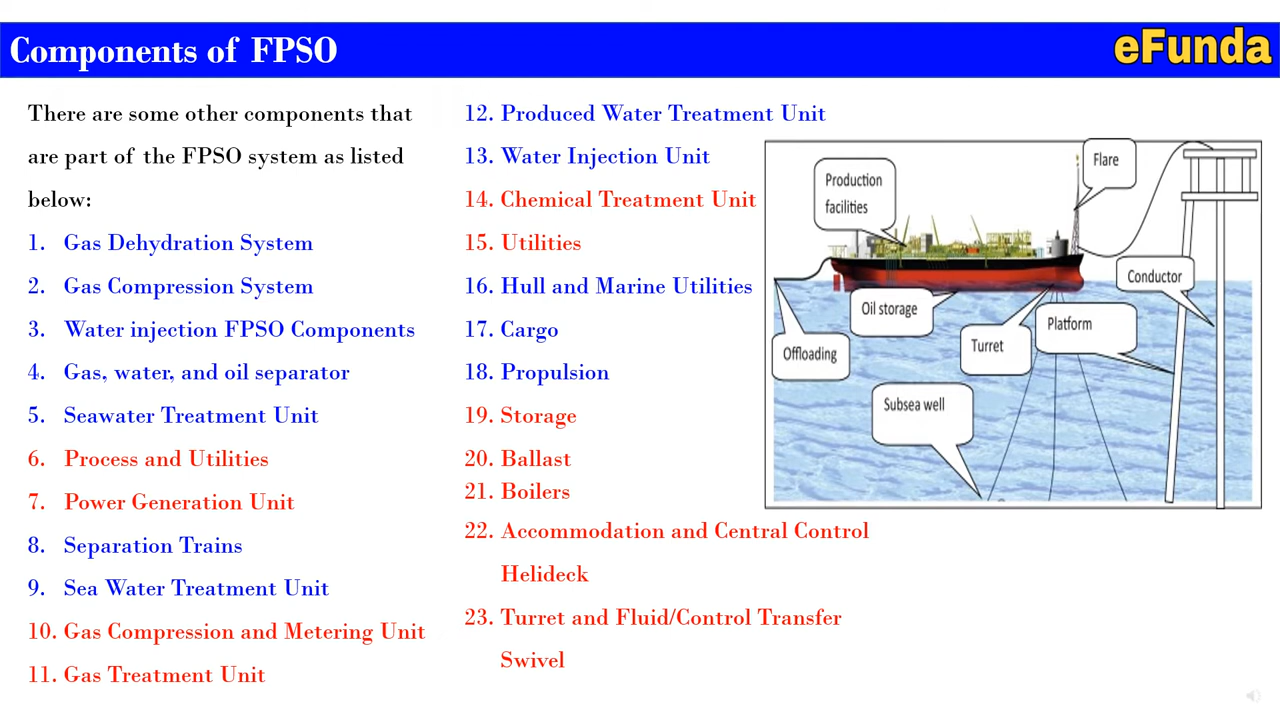 Components of FPSO
eFunda
There are some other components that
are part of the FPSO system as listed
below:
1. Gas Dehydration System
2. Gas Compression System
3. Water injection FPSO Components
4. Gas, water, and oil separator
5. Seawater Treatment Unit
6. Process and Utilities
7. Power Generation Unit
8. Separation Trains
9. Sea Water Treatment Unit
10. Gas Compression and Metering Unit
11. Gas Treatment Unit
12. Produced Water Treatment Unit
13. Water Injection Unit
14. Chemical Treatment Unit
15. Utilities
16. Hull and Marine Utilities
17. Cargo
18. Propulsion
19. Storage
20. Ballast
21. Boilers
22. Accommodation and Central Control
Helideck
23. Turret and Fluid/Control Transfer
Swivel
Flare
Production
facilities
Conductor
Oil storage
Platform
Turret
Offloading
Subsea well